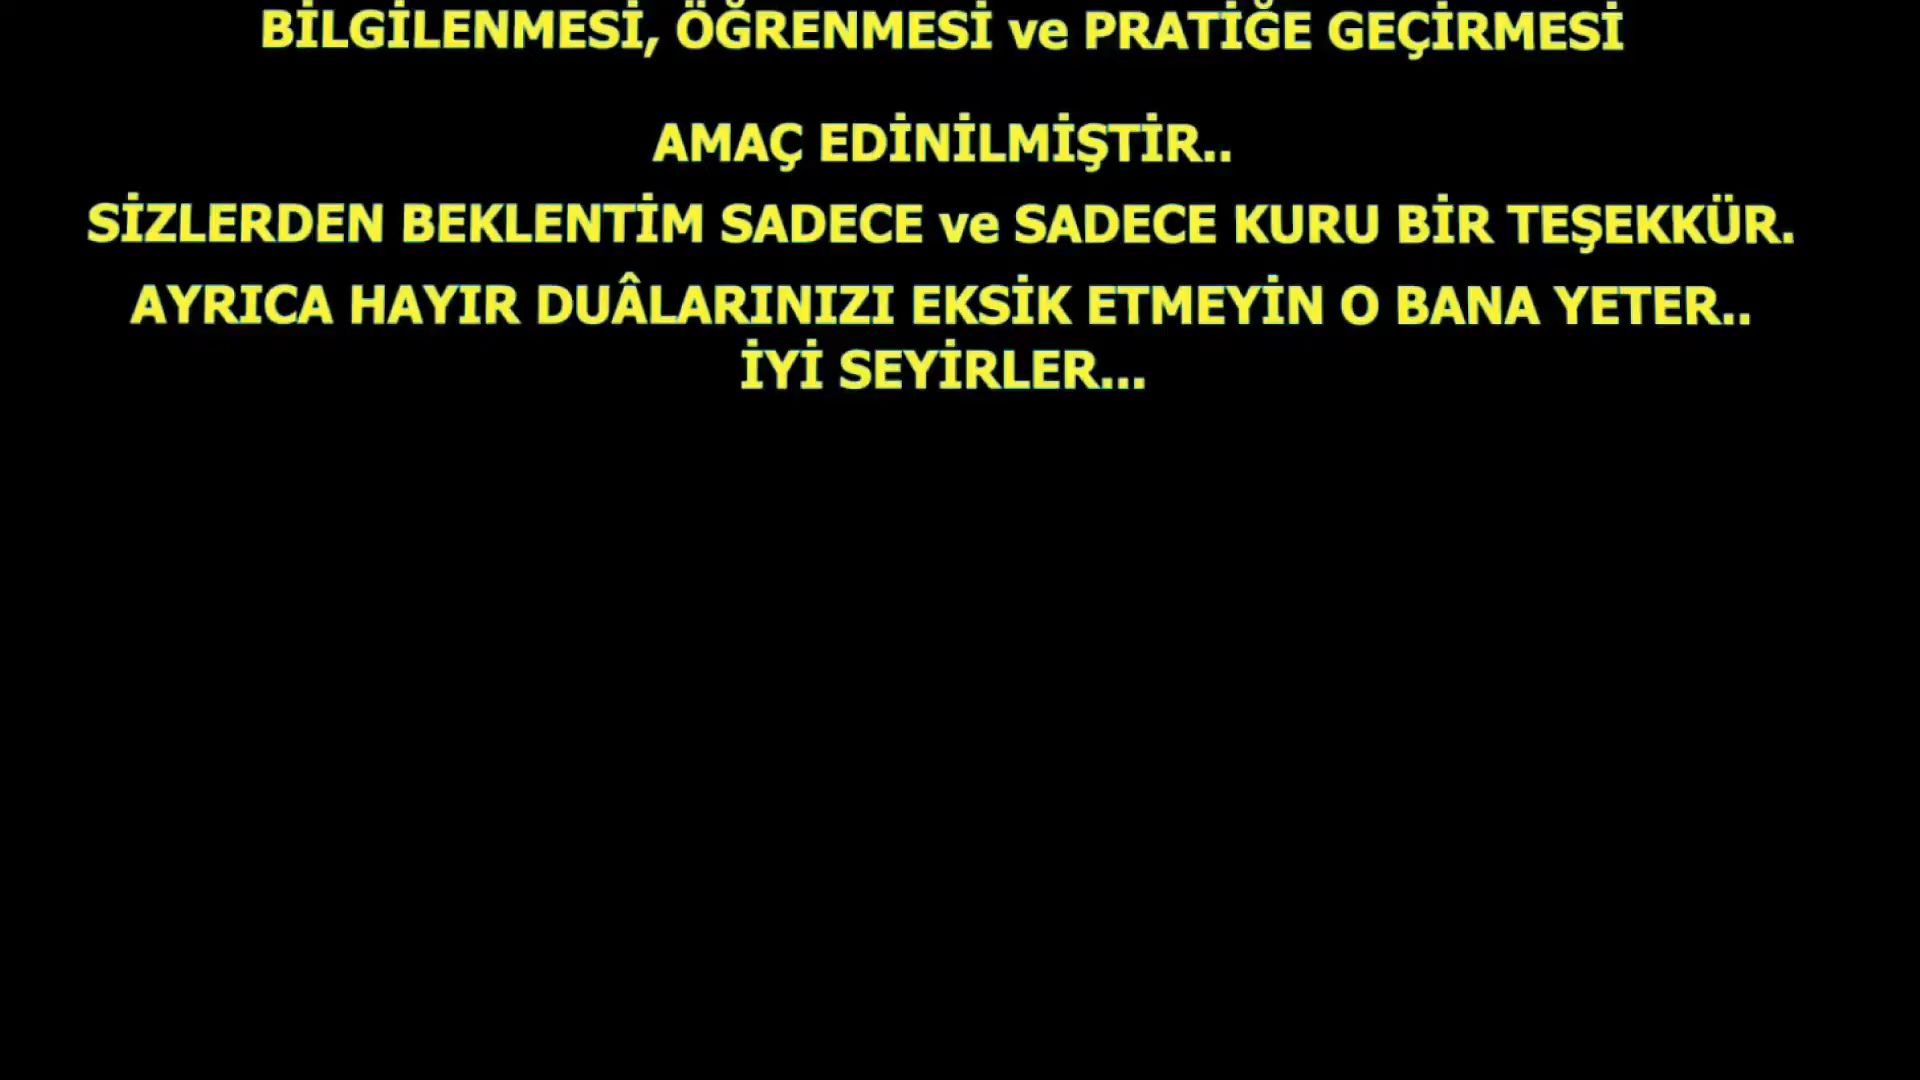 BİLGİLENMESİ, ÖĞRENMESİ ve PRATİĞE GEÇİRMESİ
AMAÇ EDİNİLMİŞTİR..
SİZLERDEN BEKLENTİM SADECE ve SADECE KURU BİR TEŞEKKÜR.
AYRICA HAYIR DUÂLARINIZI EKSİK ETMEYİN O BANA YETER..
İYİ SEYİRLER...